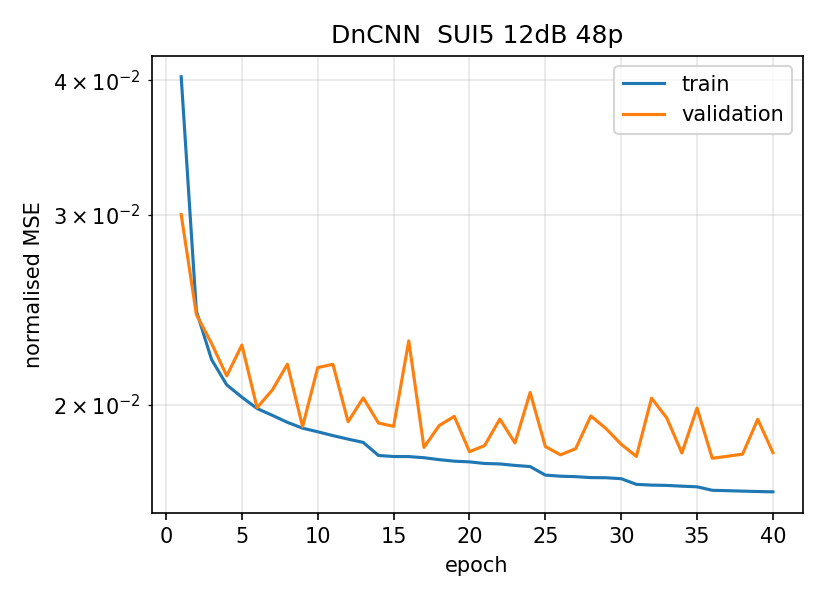 DnCNN  SUI5 12dB 48p
train
validation
normalised MSE
4 × 10⁻²
3 × 10⁻²
2 × 10⁻²
0 5 10 15 20 25 30 35 40
epoch